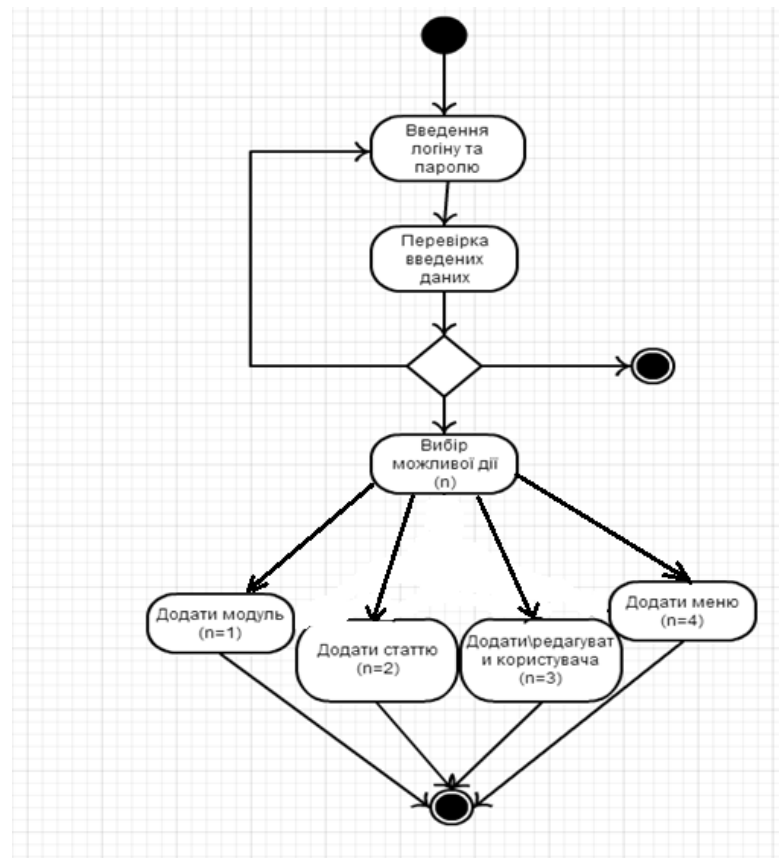 Введення
логіну та
паролю
Перевірка
введених
даних
Вибір
можливої дії
(n)
Додати модуль
(n=1)
Додати статтю
(n=2)
Додати\редагуват
и користувача
(n=3)
Додати меню
(n=4)